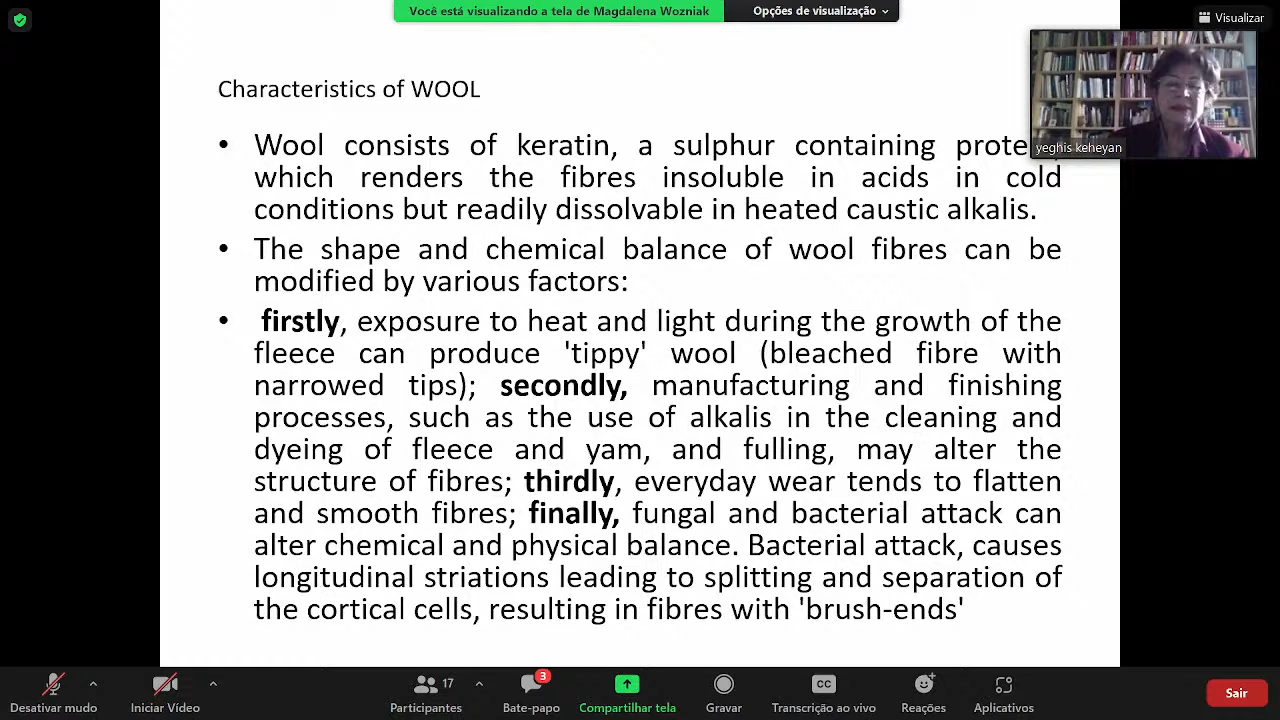 Você está visualizando a tela de Magdalena Wozniak
Opções de visualização
Visualizar
Characteristics of WOOL
• Wool consists of keratin, a sulphur containing prote
which renders the fibres insoluble in acids in cold
conditions but readily dissolvable in heated caustic alkalis.
• The shape and chemical balance of wool fibres can be
modified by various factors:
• firstly, exposure to heat and light during the growth of the
fleece can produce 'tippy' wool (bleached fibre with
narrowed tips); secondly, manufacturing and finishing
processes, such as the use of alkalis in the cleaning and
dyeing of fleece and yam, and fulling, may alter the
structure of fibres; thirdly, everyday wear tends to flatten
and smooth fibres; finally, fungal and bacterial attack can
alter chemical and physical balance. Bacterial attack, causes
longitudinal striations leading to splitting and separation of
the cortical cells, resulting in fibres with 'brush-ends'
yeghis keheyan
Desativar mudo
Iniciar Vídeo
17
Participantes
3
Bate-papo
Compartilhar tela
Gravar
CC
Transcrição ao vivo
Reações
Aplicativos
Sair